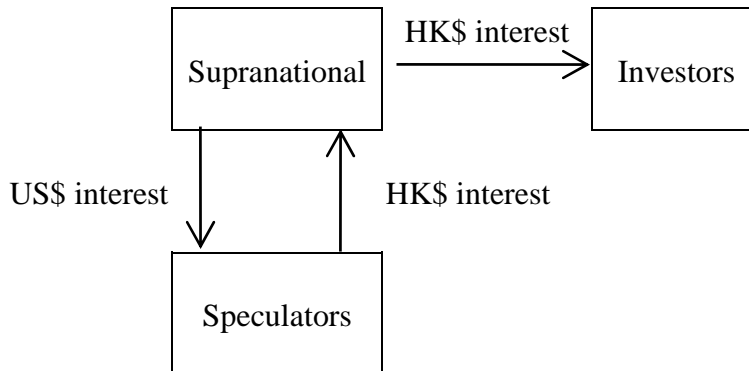 HK$ interest
Supranational
Investors
US$ interest
HK$ interest
Speculators